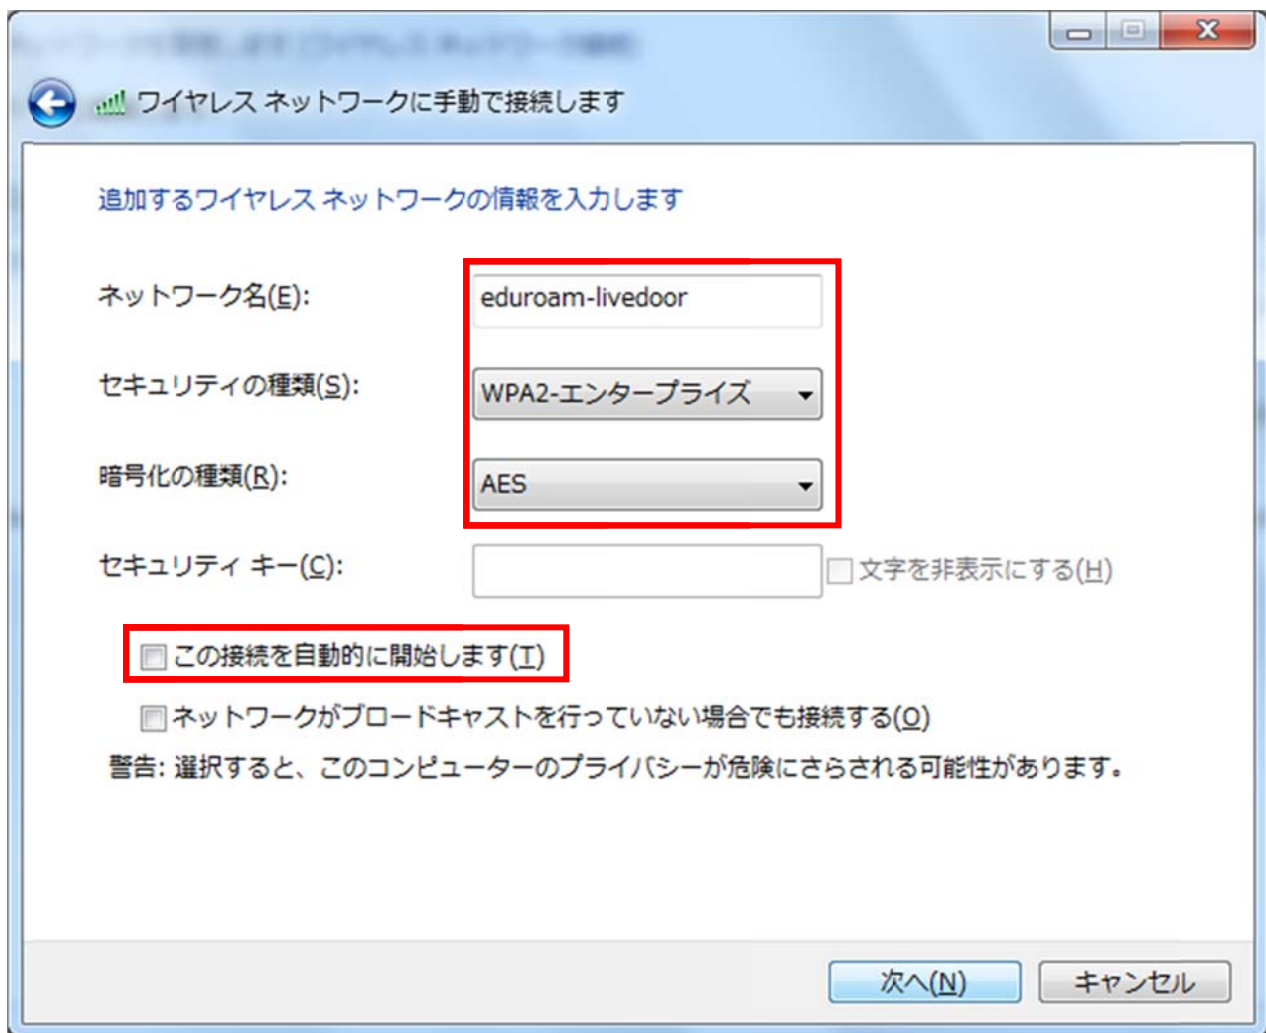 ワイヤレス ネットワークに手動で接続します
追加するワイヤレス ネットワークの情報を入力します
ネットワーク名(E):
eduroam-livedoor
セキュリティの種類(S):
WPA2-エンタープライズ
暗号化の種類(R):
AES
セキュリティ キー(C):
文字を非表示にする(H)
この接続を自動的に開始します(T)
ネットワークがブロードキャストを行っていない場合でも接続する(O)
警告: 選択すると、このコンピューターのプライバシーが危険にさらされる可能性があります。
次へ(N)
キャンセル